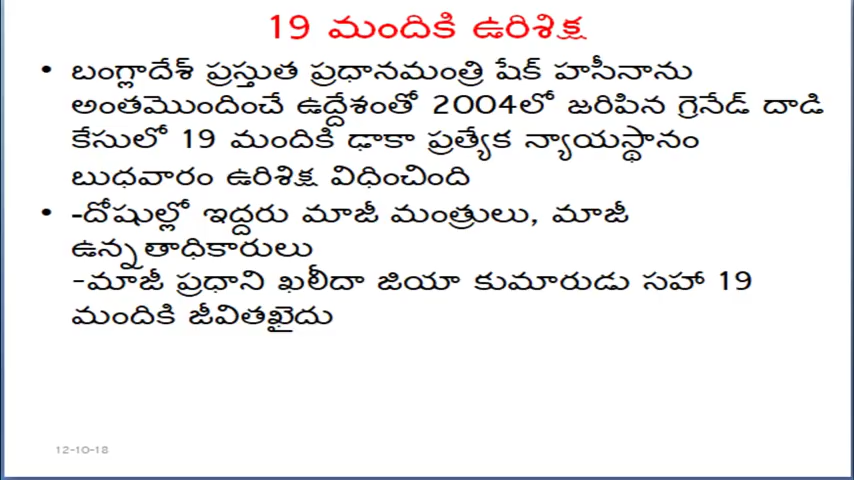 19 మందికి ఉరిశిక్ష
• బంగ్లాదేశ్ ప్రస్తుత ప్రధానమంత్రి షేక్ హసీనాను
అంతమొందించే ఉద్దేశంతో 2004లో జరిపిన గ్రెనేడ్ దాడి
కేసులో 19 మందికి ఢాకా ప్రత్యేక న్యాయస్థానం
బుధవారం ఉరిశిక్ష విధించింది
• -దోషుల్లో ఇద్దరు మాజీ మంత్రులు, మాజీ
ఉన్నతాధికారులు
-మాజీ ప్రధాని ఖలీదా జియా కుమారుడు సహా 19
మందికి జీవితఖైదు
12-10-18